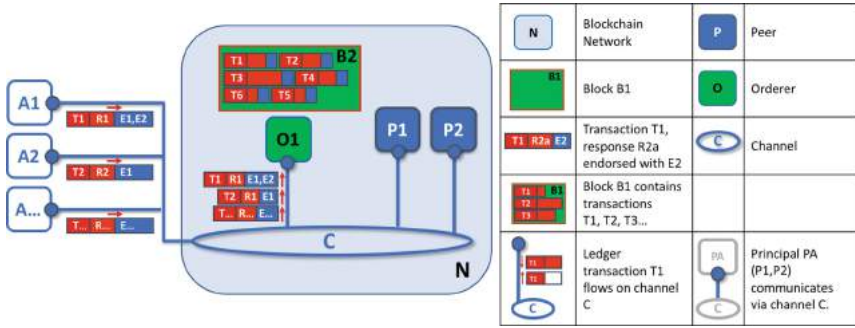 A1
T1 R1 E1,E2
A2
T2 R2 E1
A...
T... R... E...
B2
T1 T2
T3 T4
T6 T5
O1
P1
P2
T1 R1 E1,E2
T2 R1 E1
T... R... E...
C
N
N
Blockchain
Network
P
Peer
B1
Block B1
O
Orderer
T1 R2a E2
Transaction T1,
response R2a
endorsed with E2
C
Channel
T1 B1
T2
T3
Block B1 contains
transactions
T1, T2, T3...
T1
T1
C
Ledger
transaction T1
flows on channel
C
PA
C
Principal PA
(P1,P2)
communicates
via channel C.